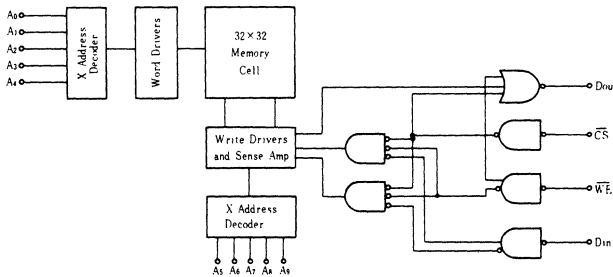 A0
A1
A2
A3
A4
X Address
Decoder
Word Drivers
32×32
Memory
Cell
Write Drivers
and Sense Amp
X Address
Decoder
A5 A6 A7 A8 A9
Dou
CS
WE
Din